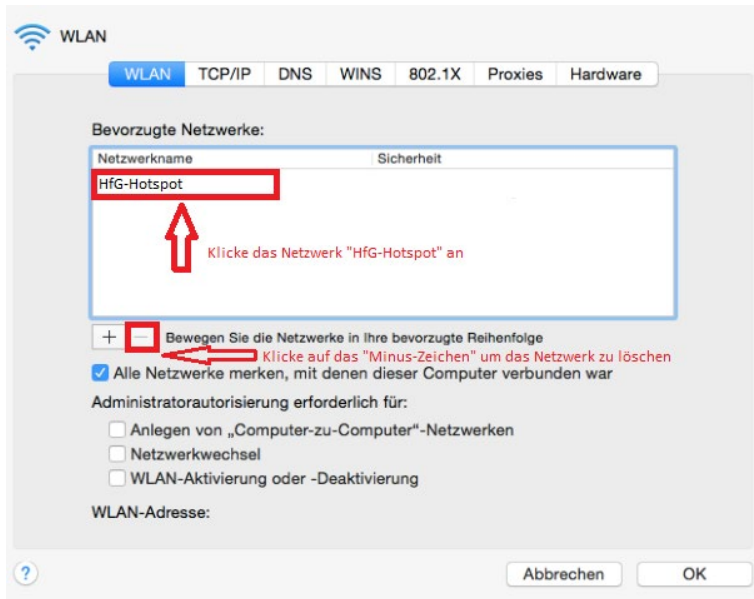 WLAN
WLAN TCP/IP DNS WINS 802.1X Proxies Hardware
Bevorzugte Netzwerke:
Netzwerkname Sicherheit
HfG-Hotspot
Klicke das Netzwerk "HfG-Hotspot" an
+ − Bewegen Sie die Netzwerke in Ihre bevorzugte Reihenfolge
Klicke auf das "Minus-Zeichen" um das Netzwerk zu löschen
Alle Netzwerke merken, mit denen dieser Computer verbunden war
Administratorautorisierung erforderlich für:
Anlegen von „Computer-zu-Computer“-Netzwerken
Netzwerkwechsel
WLAN-Aktivierung oder -Deaktivierung
WLAN-Adresse:
? Abbrechen OK